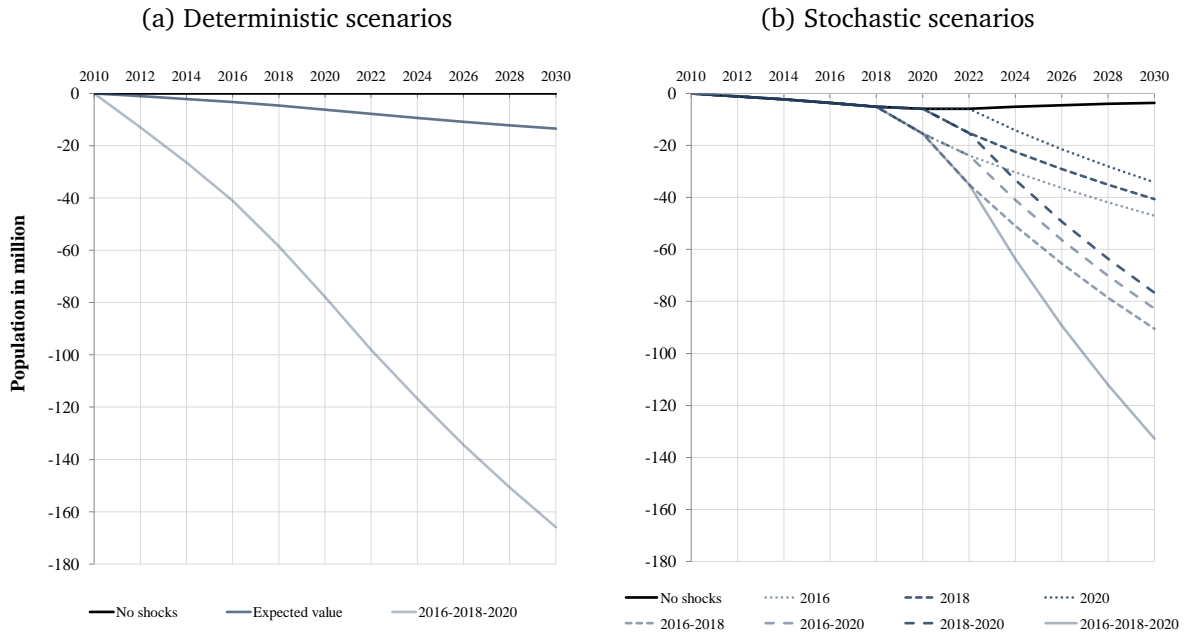 (a) Deterministic scenarios
2010 2012 2014 2016 2018 2020 2022 2024 2026 2028 2030
0
-20
-40
-60
-80
-100
-120
-140
-160
-180
Population in million
No shocks Expected value 2016-2018-2020
(b) Stochastic scenarios
2010 2012 2014 2016 2018 2020 2022 2024 2026 2028 2030
0
-20
-40
-60
-80
-100
-120
-140
-160
-180
No shocks 2016 2018 2020
2016-2018 2016-2020 2018-2020 2016-2018-2020